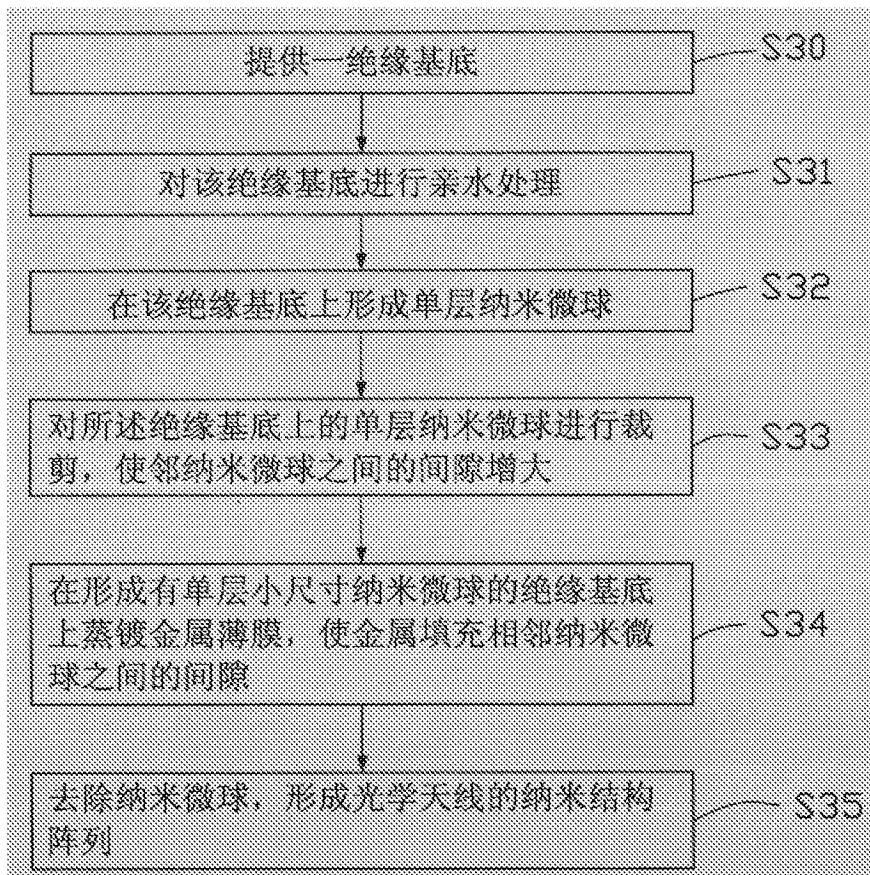 提供一绝缘基底
S30
对该绝缘基底进行亲水处理
S31
在该绝缘基底上形成单层纳米微球
S32
对所述绝缘基底上的单层纳米微球进行裁
剪，使邻纳米微球之间的间隙增大
S33
在形成有单层小尺寸纳米微球的绝缘基底
上蒸镀金属薄膜，使金属填充相邻纳米微
球之间的间隙
S34
去除纳米微球，形成光学天线的纳米结构
阵列
S35